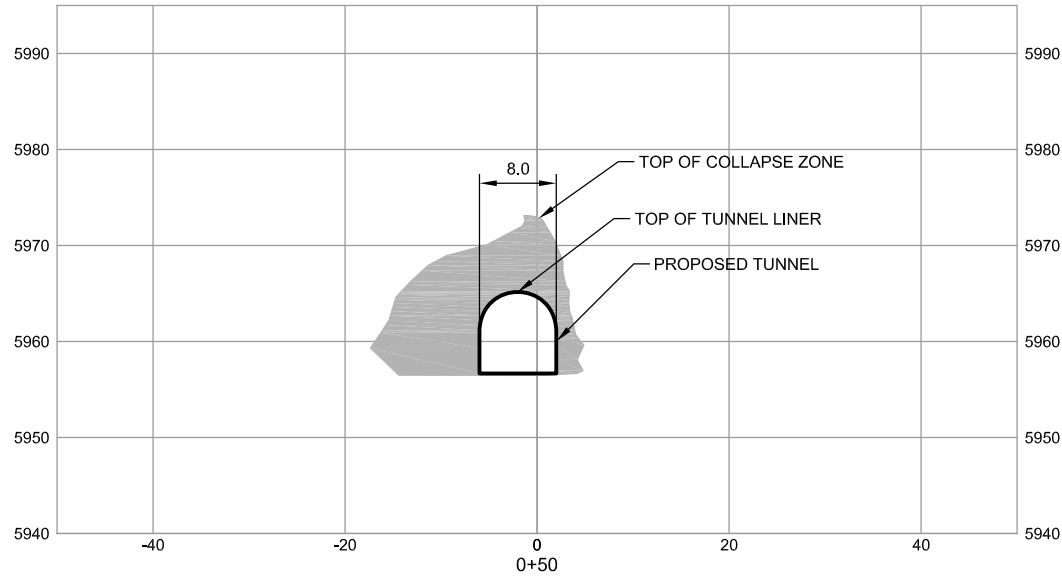 5990 5990
5980 5980
TOP OF COLLAPSE ZONE
8.0
TOP OF TUNNEL LINER
5970 5970
PROPOSED TUNNEL
5960 5960
5950 5950
5940 5940
-40 -20 0 20 40
0+50